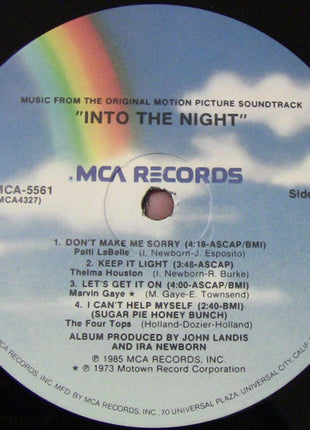 MUSIC FROM THE ORIGINAL MOTION PICTURE SOUNDTRACK
"INTO THE NIGHT"
MCA RECORDS
MCA-5561
(MCA4327)
Side
1. DON'T MAKE ME SORRY (4:18-ASCAP/BMI)
Patti LaBelle (I. Newborn-J. Esposito)
2. KEEP IT LIGHT (3:48-ASCAP)
Thelma Houston (I. Newborn-R. Burke)
3. LET'S GET IT ON (4:00-ASCAP/BMI)
Marvin Gaye ★ (M. Gaye-E. Townsend)
4. I CAN'T HELP MYSELF (2:40-BMI)
(SUGAR PIE HONEY BUNCH)
The Four Tops (Holland-Dozier-Holland)
ALBUM PRODUCED BY JOHN LANDIS
AND IRA NEWBORN
℗ 1985 MCA RECORDS, INC.
★ ℗ 1973 Motown Record Corporation
MFD. BY MCA RECORDS, INC., 70 UNIVERSAL PLAZA, UNIVERSAL CITY, CALIF